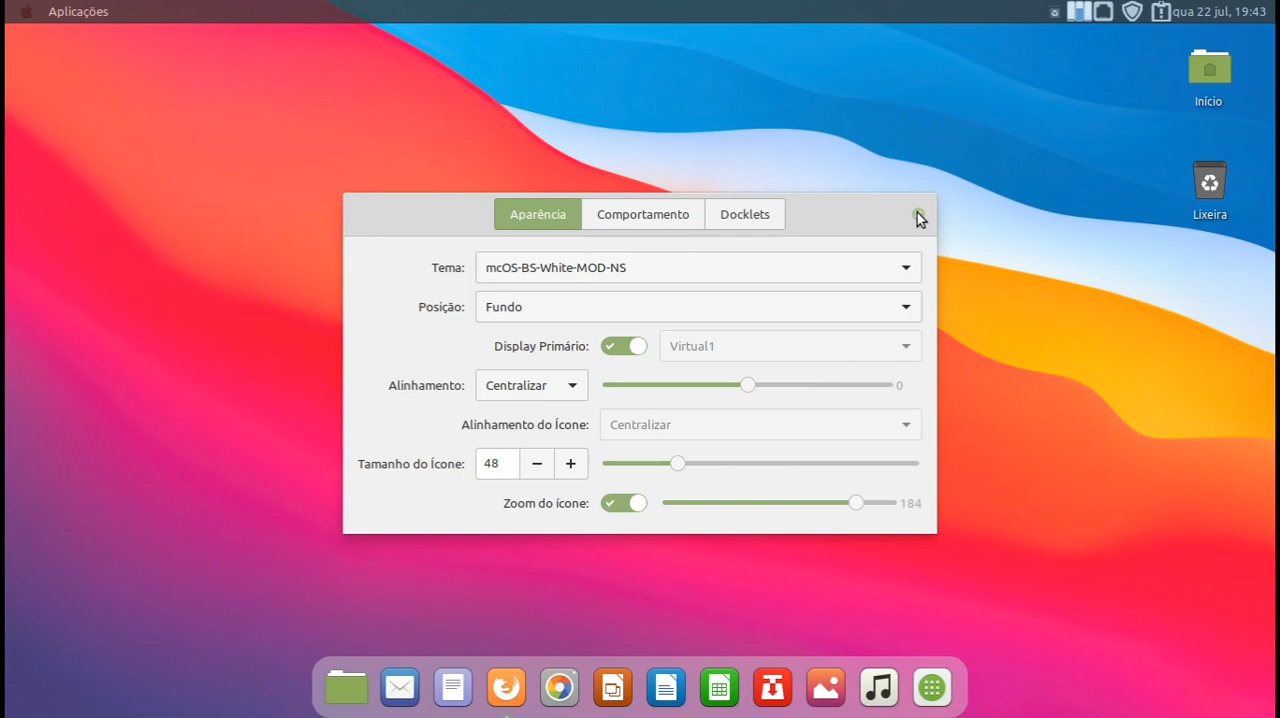 Aplicações
qua 22 jul, 19:43
Início
Lixeira
Aparência
Comportamento
Docklets
Tema:
mcOS-BS-White-MOD-NS
Posição:
Fundo
Display Primário:
Virtual1
Alinhamento:
Centralizar
0
Alinhamento do Ícone:
Centralizar
Tamanho do Ícone:
48
Zoom do ícone:
184